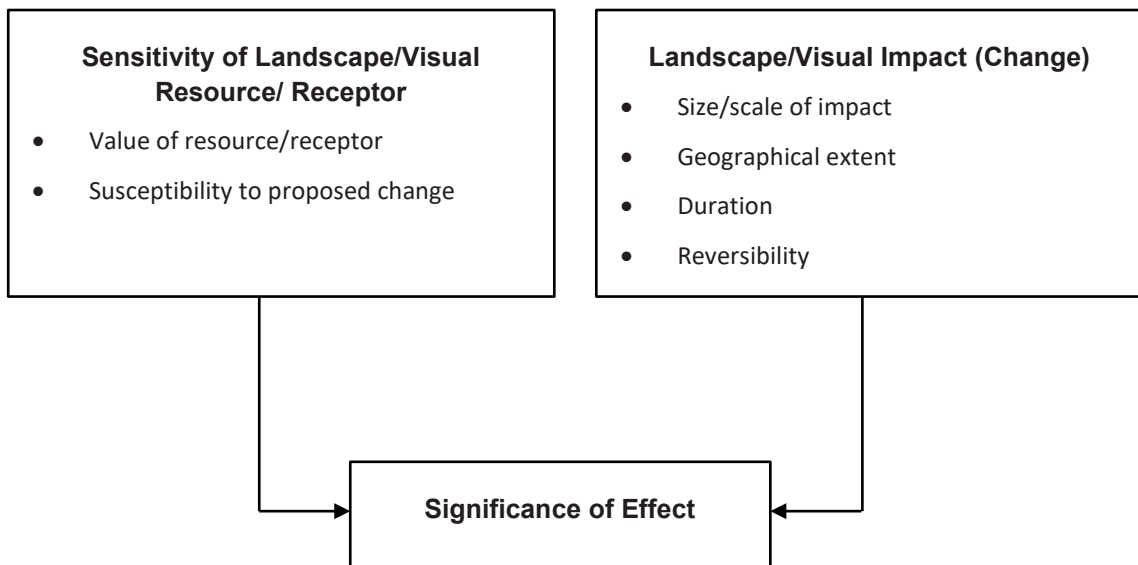 Sensitivity of Landscape/Visual
Resource/ Receptor
• Value of resource/receptor
• Susceptibility to proposed change
Landscape/Visual Impact (Change)
• Size/scale of impact
• Geographical extent
• Duration
• Reversibility
Significance of Effect